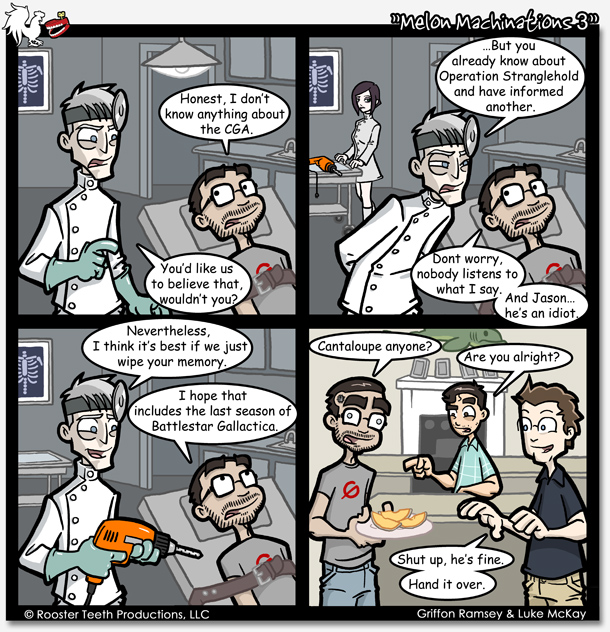 "Melon Machinations 3"
Honest, I don't
know anything about
the CGA.
You'd like us
to believe that,
wouldn't you?
...But you
already know about
Operation Stranglehold
and have informed
another.
Dont worry,
nobody listens to
what I say.
And Jason...
he's an idiot.
Nevertheless,
I think it's best if we just
wipe your memory.
I hope that
includes the last season of
Battlestar Gallactica.
Cantaloupe anyone?
Are you alright?
Shut up, he's fine.
Hand it over.
© Rooster Teeth Productions, LLC
Griffon Ramsey & Luke McKay